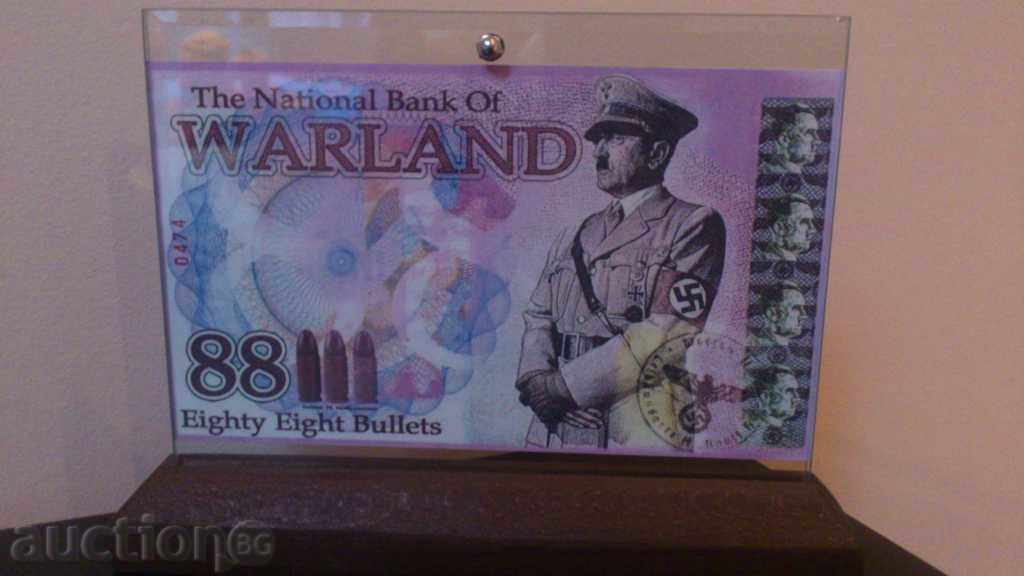 The National Bank Of
WARLAND
0474
88
Eighty Eight Bullets
auctionBG